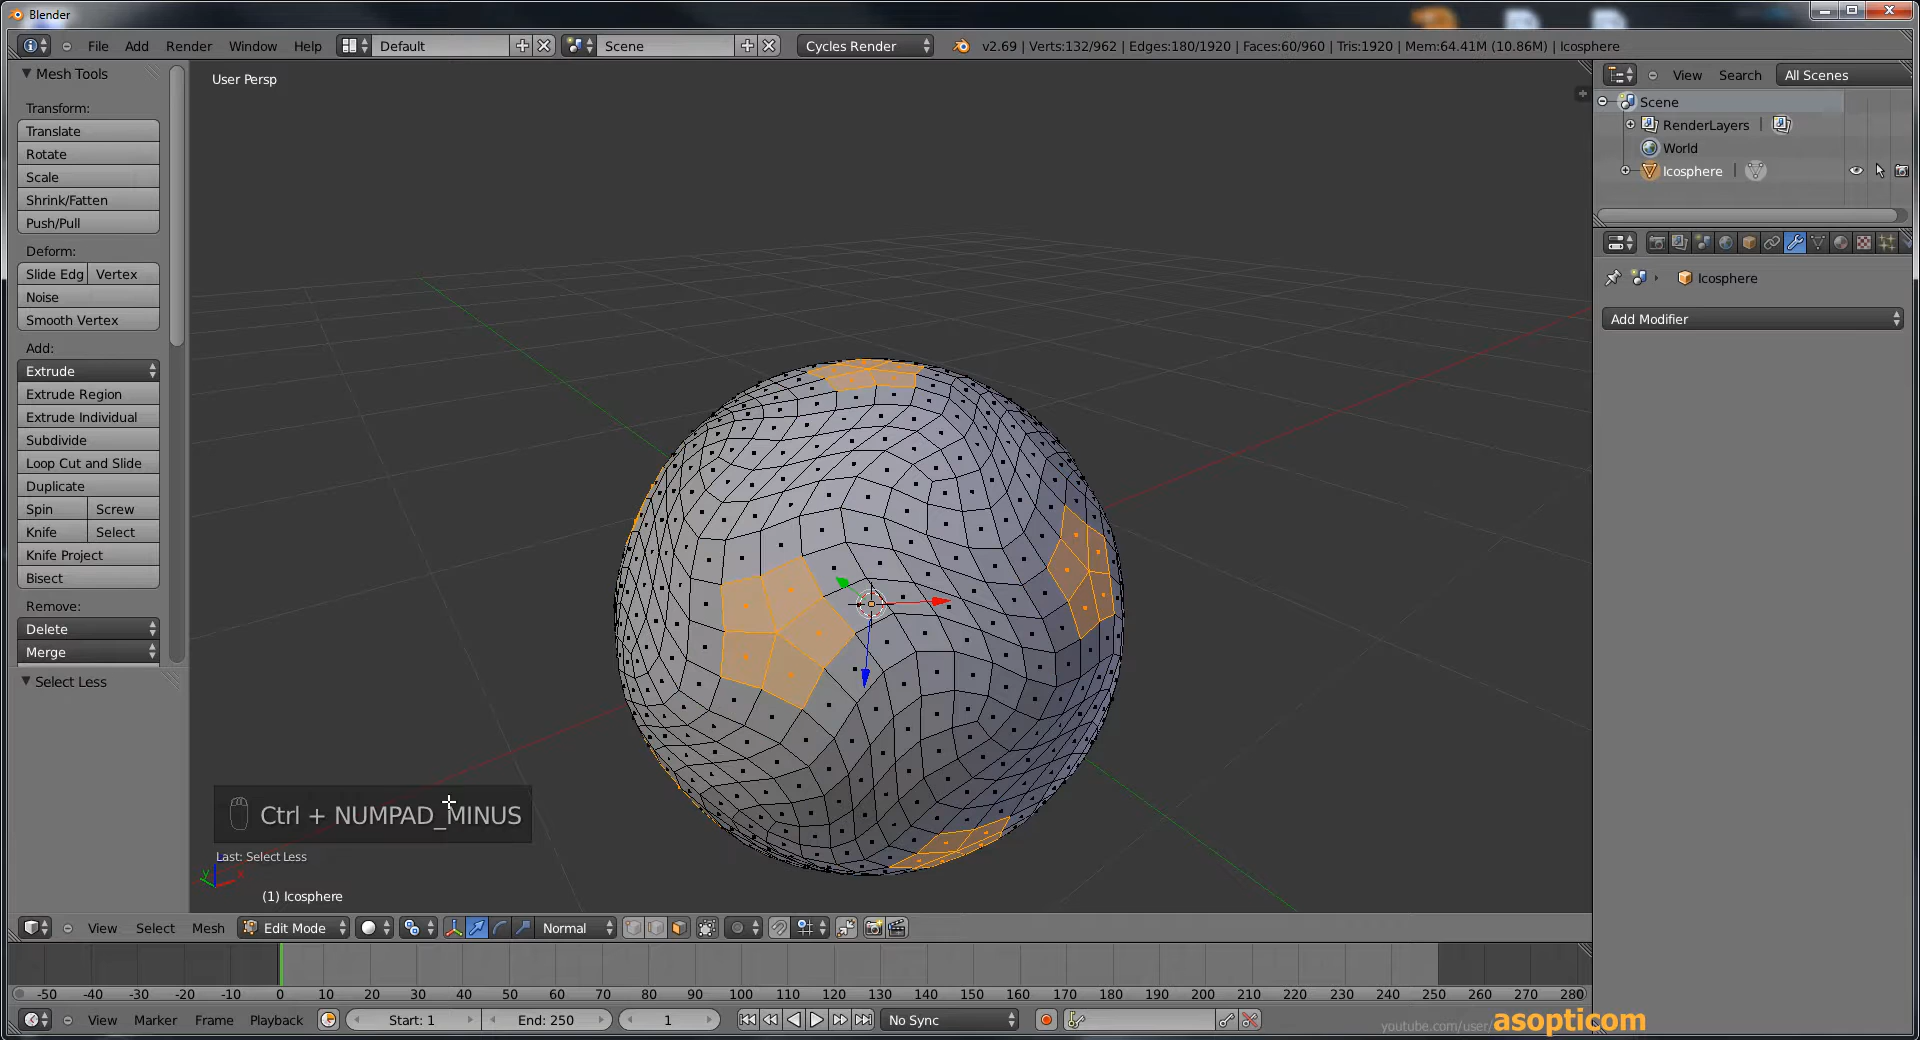 Blender
File Add Render Window Help Default Scene Cycles Render v2.69 | Verts:132/962 | Edges:180/1920 | Faces:60/960 | Tris:1920 | Mem:64.41M (10.86M) | Icosphere
Mesh Tools
Transform:
Translate
Rotate
Scale
Shrink/Fatten
Push/Pull
Deform:
Slide Edg Vertex
Noise
Smooth Vertex
Add:
Extrude
Extrude Region
Extrude Individual
Subdivide
Loop Cut and Slide
Duplicate
Spin Screw
Knife Select
Knife Project
Bisect
Remove:
Delete
Merge
Select Less
User Persp
Ctrl + NUMPAD_MINUS
Last: Select Less
y x
(1) Icosphere
View Search All Scenes
Scene
RenderLayers
World
Icosphere
Icosphere
Add Modifier
View Select Mesh Edit Mode Normal
-50 -40 -30 -20 -10 0 10 20 30 40 50 60 70 80 90 100 110 120 130 140 150 160 170 180 190 200 210 220 230 240 250 260 270 280
View Marker Frame Playback Start: 1 End: 250 1 No Sync
youtube.com/user/asopticom